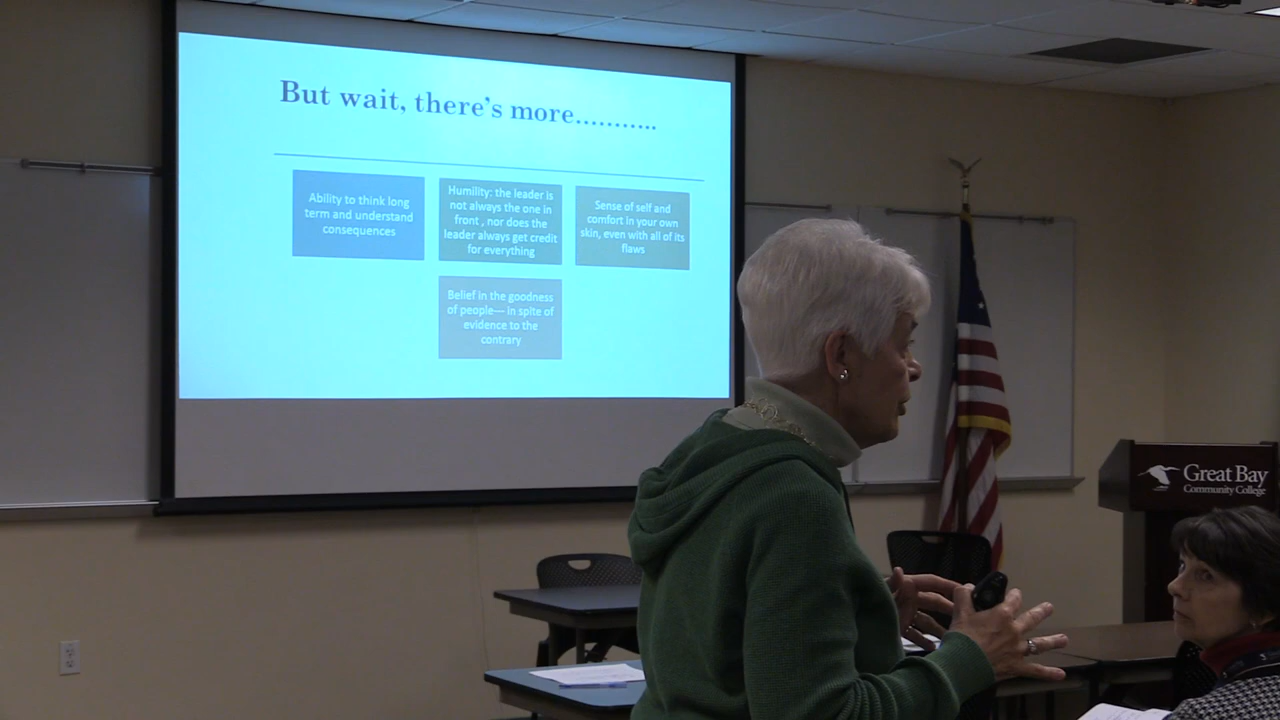 But wait, there's more...........
Ability to think long
term and understand
consequences
Humility: the leader is
not always the one in
front , nor does the
leader always get credit
for everything
Sense of self and
comfort in your own
skin, even with all of its
flaws
Belief in the goodness
of people— in spite of
evidence to the
contrary
Great Bay
Community College